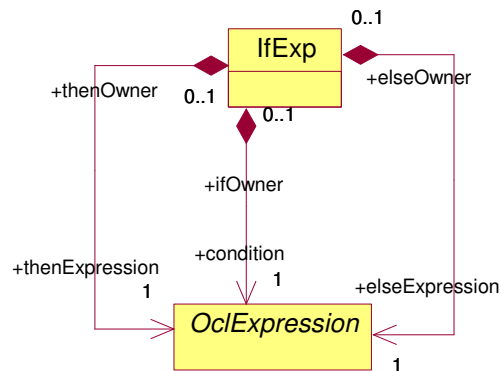 0..1
IfExp
+thenOwner
+elseOwner
0..1
0..1
+ifOwner
+condition
+thenExpression
+elseExpression
1
1
OclExpression
1